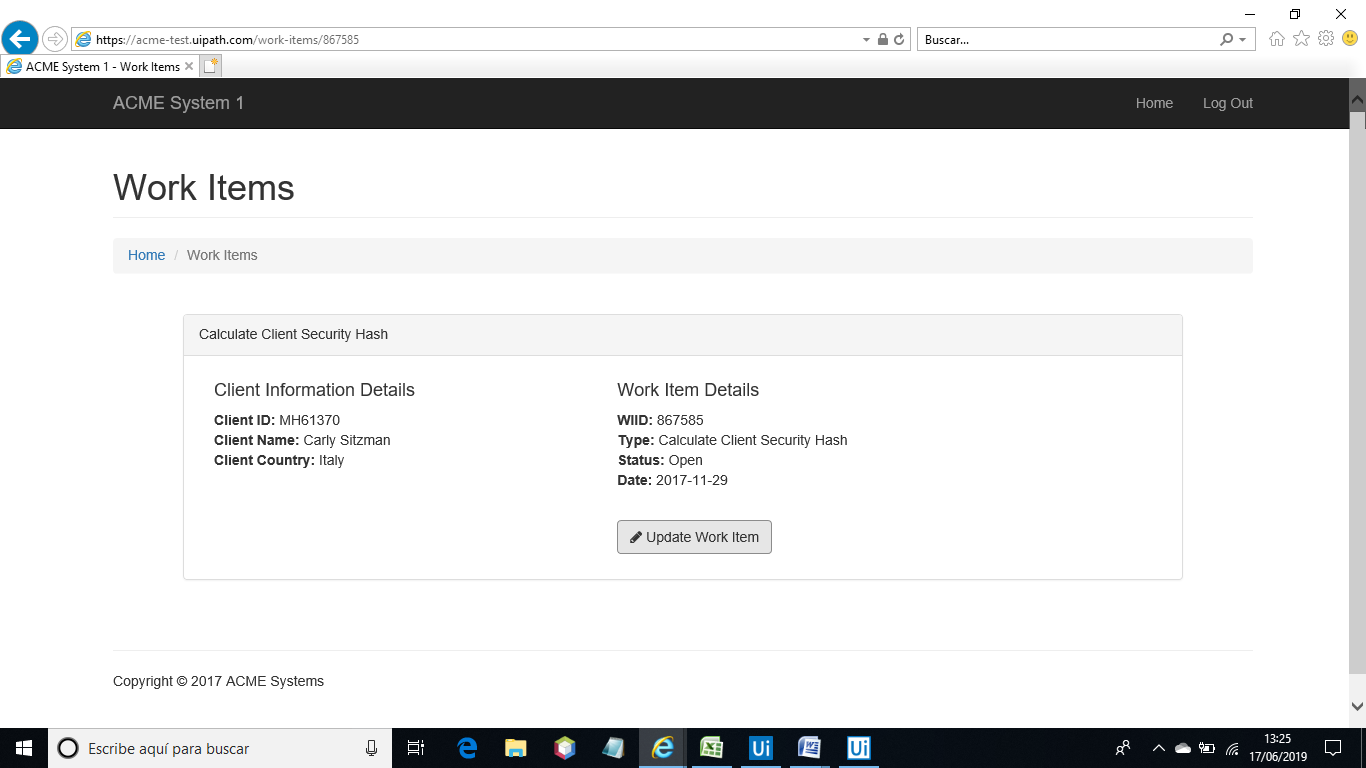 https://acme-test.uipath.com/work-items/867585
Buscar...
ACME System 1 - Work Items
ACME System 1
Home
Log Out
Work Items
Home / Work Items
Calculate Client Security Hash
Client Information Details
Client ID: MH61370
Client Name: Carly Sitzman
Client Country: Italy
Work Item Details
WIID: 867585
Type: Calculate Client Security Hash
Status: Open
Date: 2017-11-29
Update Work Item
Copyright © 2017 ACME Systems
Escribe aquí para buscar
Ui
Ui
13:25
17/06/2019